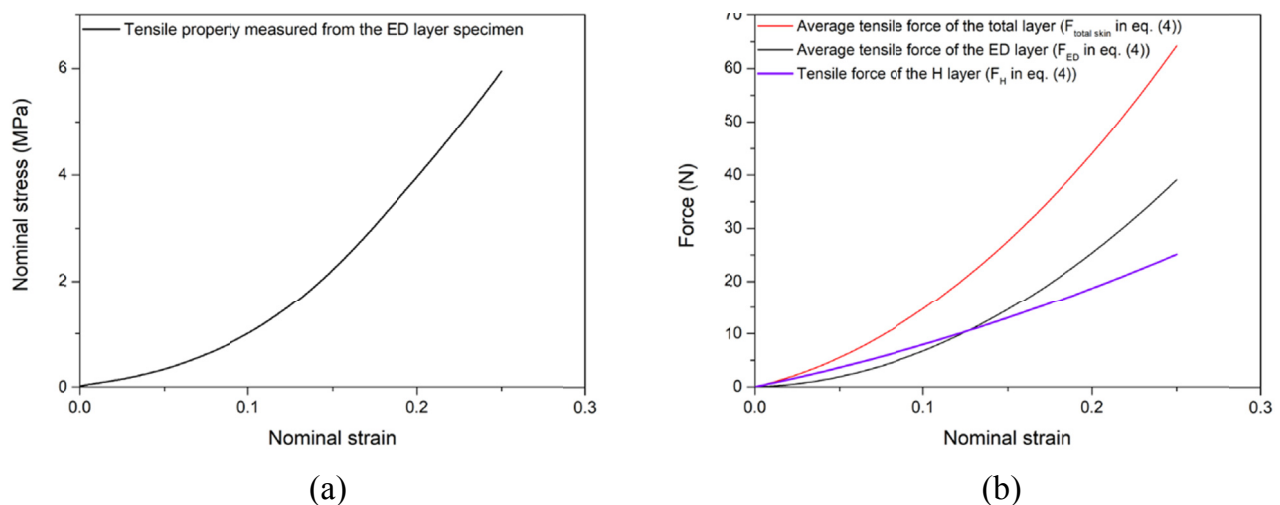 Tensile property measured from the ED layer specimen
Nominal stress (MPa)
6
4
2
0
0.0
0.1
0.2
0.3
Nominal strain
(a)
Average tensile force of the total layer (F total skin in eq. (4))
Average tensile force of the ED layer (F ED in eq. (4))
Tensile force of the H layer (F H in eq. (4))
Force (N)
70
60
50
40
30
20
10
0
0.0
0.1
0.2
0.3
Nominal strain
(b)